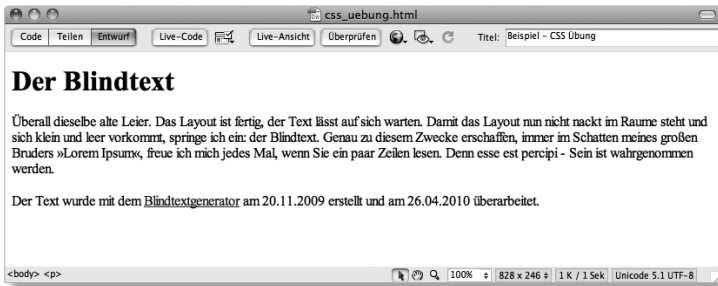 css_uebung.html
Code Teilen Entwurf Live-Code Live-Ansicht Überprüfen Titel: Beispiel - CSS Übung
Der Blindtext
Überall dieselbe alte Leier. Das Layout ist fertig, der Text lässt auf sich warten. Damit das Layout nun nicht nackt im Raume steht und
sich klein und leer vorkommt, springe ich ein: der Blindtext. Genau zu diesem Zwecke erschaffen, immer im Schatten meines großen
Bruders »Lorem Ipsum«, freue ich mich jedes Mal, wenn Sie ein paar Zeilen lesen. Denn esse est percipi - Sein ist wahrgenommen
werden.
Der Text wurde mit dem Blindtextgenerator am 20.11.2009 erstellt und am 26.04.2010 überarbeitet.
<body> <p> 100% 828 x 246 1 K / 1 Sek Unicode 5.1 UTF-8